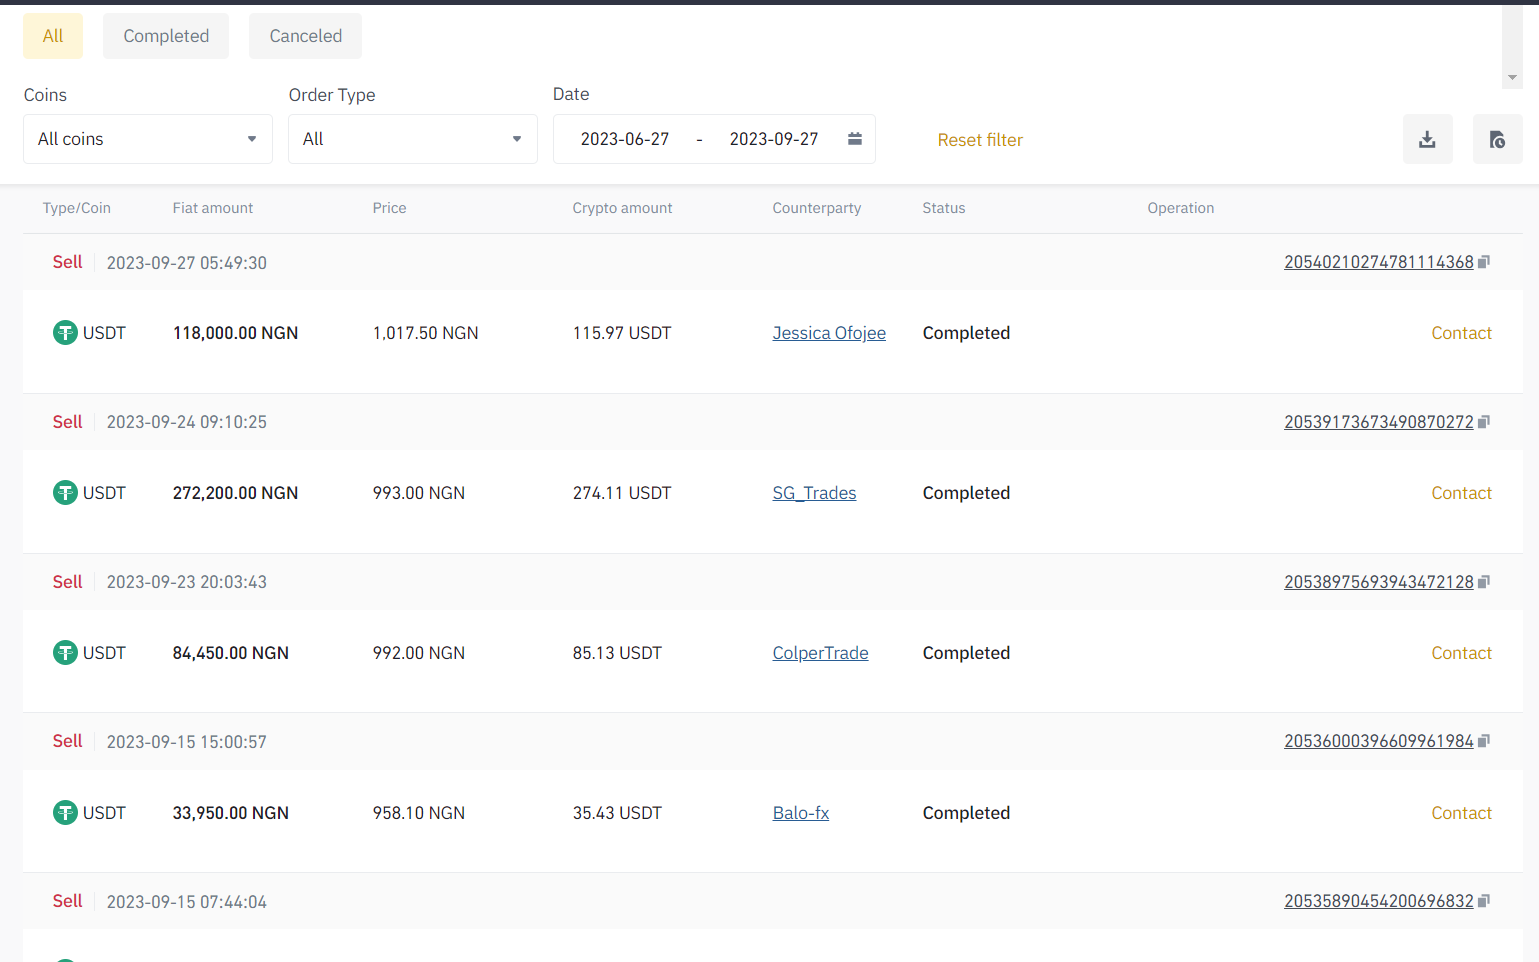 All Completed Canceled
Coins Order Type Date
All coins All 2023-06-27 - 2023-09-27 Reset filter
Type/Coin Fiat amount Price Crypto amount Counterparty Status Operation
Sell 2023-09-27 05:49:30 20540210274781114368
USDT 118,000.00 NGN 1,017.50 NGN 115.97 USDT Jessica Ofojee Completed Contact
Sell 2023-09-24 09:10:25 20539173673490870272
USDT 272,200.00 NGN 993.00 NGN 274.11 USDT SG_Trades Completed Contact
Sell 2023-09-23 20:03:43 20538975693943472128
USDT 84,450.00 NGN 992.00 NGN 85.13 USDT ColperTrade Completed Contact
Sell 2023-09-15 15:00:57 20536000396609961984
USDT 33,950.00 NGN 958.10 NGN 35.43 USDT Balo-fx Completed Contact
Sell 2023-09-15 07:44:04 20535890454200696832